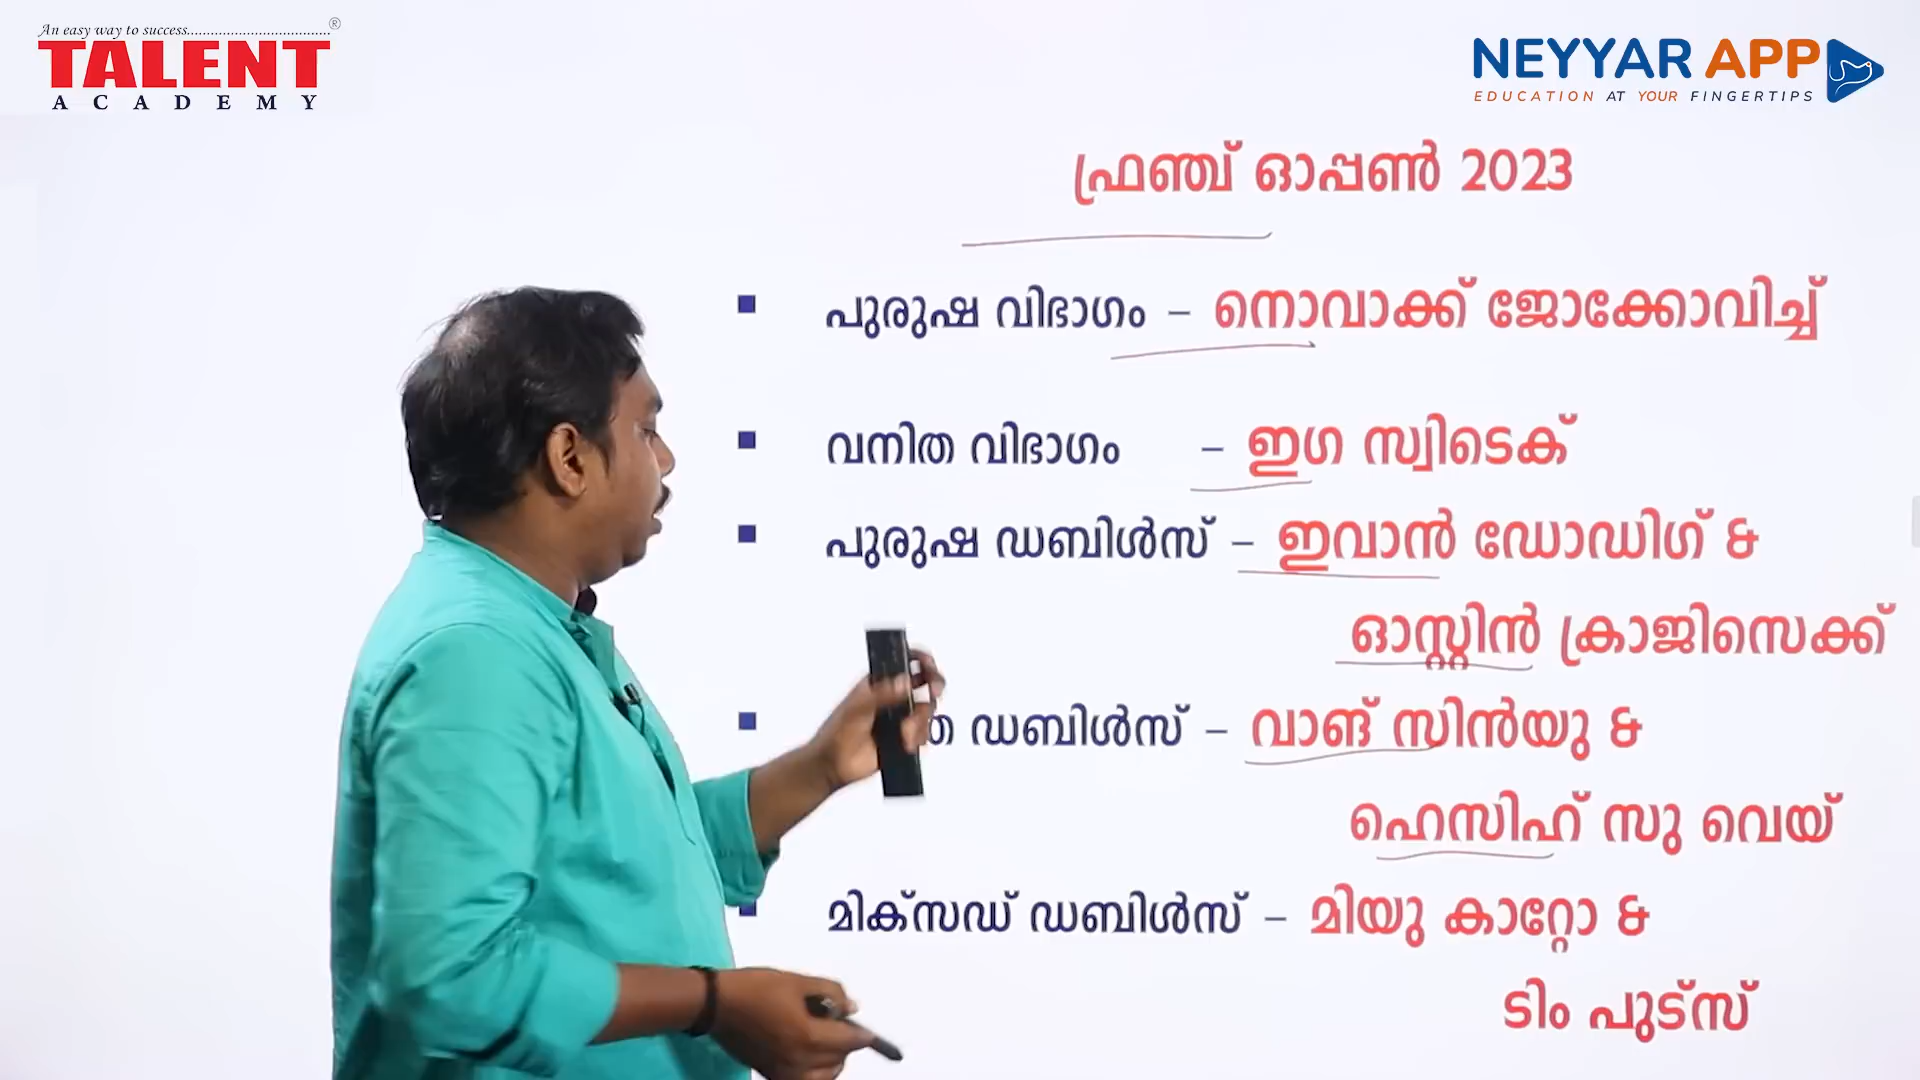 An easy way to success
TALENT
ACADEMY
NEYYAR APP
EDUCATION AT YOUR FINGERTIPS
ഫ്രഞ്ച് ഓപ്പൺ 2023
▪ പുരുഷ വിഭാഗം – നൊവാക്ക് ജോക്കോവിച്ച്
▪ വനിത വിഭാഗം – ഇഗ സ്വിടെക്
▪ പുരുഷ ഡബിൾസ് – ഇവാൻ ഡോഡിഗ് &
ഓസ്റ്റിൻ ക്രാജിസെക്ക്
▪ ഡബിൾസ് – വാങ് സിൻയു &
ഹെസിഹ് സു വെയ്
▪ മിക്സഡ് ഡബിൾസ് – മിയു കാറ്റോ &
ടിം പുട്സ്